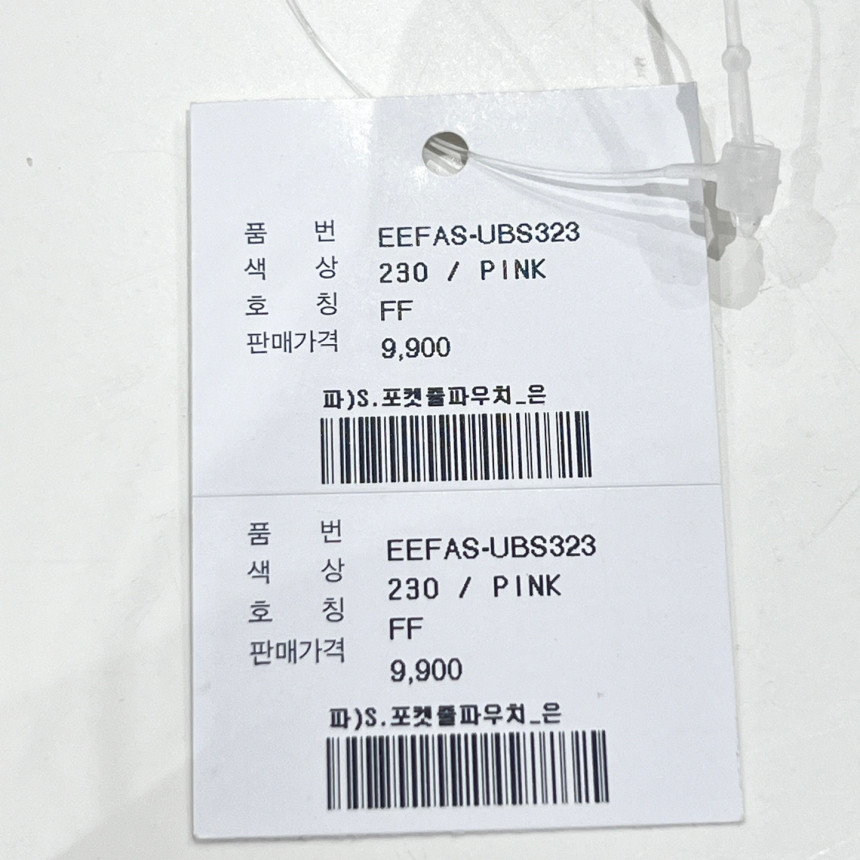 품 번 EEFAS-UBS323
색 상 230 / PINK
호 칭 FF
판매가격 9,900
파)S.포켓줄파우치_은
품 번 EEFAS-UBS323
색 상 230 / PINK
호 칭 FF
판매가격 9,900
파)S.포켓줄파우치_은